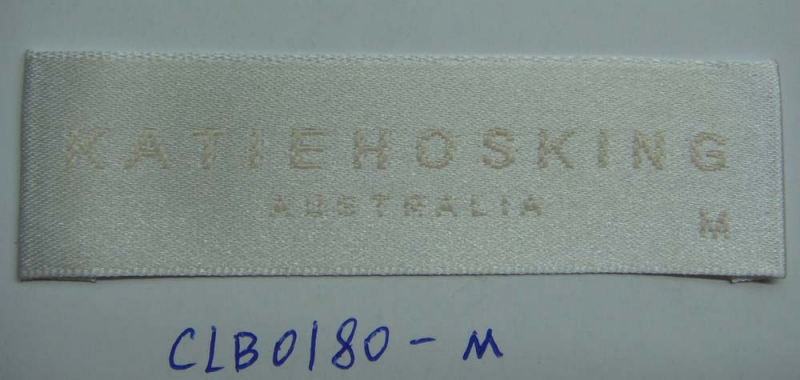 KATIEHOSKING
AUSTRALIA
M
CLB0180-M